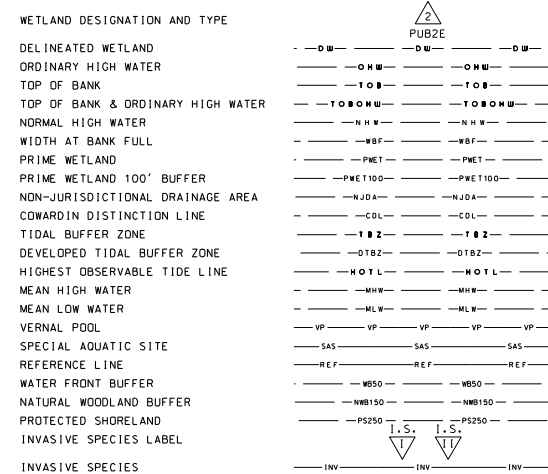 WETLAND DESIGNATION AND TYPE 2
PUB2E
DELINEATED WETLAND DW DW DW
ORDINARY HIGH WATER OHW OHW
TOP OF BANK TOB TOB
TOP OF BANK & ORDINARY HIGH WATER TOBOHW TOBOHW
NORMAL HIGH WATER NHW NHW
WIDTH AT BANK FULL WBF WBF
PRIME WETLAND PWET PWET
PRIME WETLAND 100' BUFFER PWET100 PWET100
NON-JURISDICTIONAL DRAINAGE AREA NJDA NJDA
COWARDIN DISTINCTION LINE CDL CDL
TIDAL BUFFER ZONE TBZ TBZ
DEVELOPED TIDAL BUFFER ZONE DTBZ DTBZ
HIGHEST OBSERVABLE TIDE LINE HOTL HOTL
MEAN HIGH WATER MHW MHW
MEAN LOW WATER MLW MLW
VERNAL POOL VP VP VP VP VP
SPECIAL AQUATIC SITE SAS SAS SAS
REFERENCE LINE REF REF REF
WATER FRONT BUFFER WB50 WB50
NATURAL WOODLAND BUFFER NWB150 NWB150
PROTECTED SHORELAND PS250 PS250
I.S. I.S.
INVASIVE SPECIES LABEL I II
INVASIVE SPECIES INV INV INV